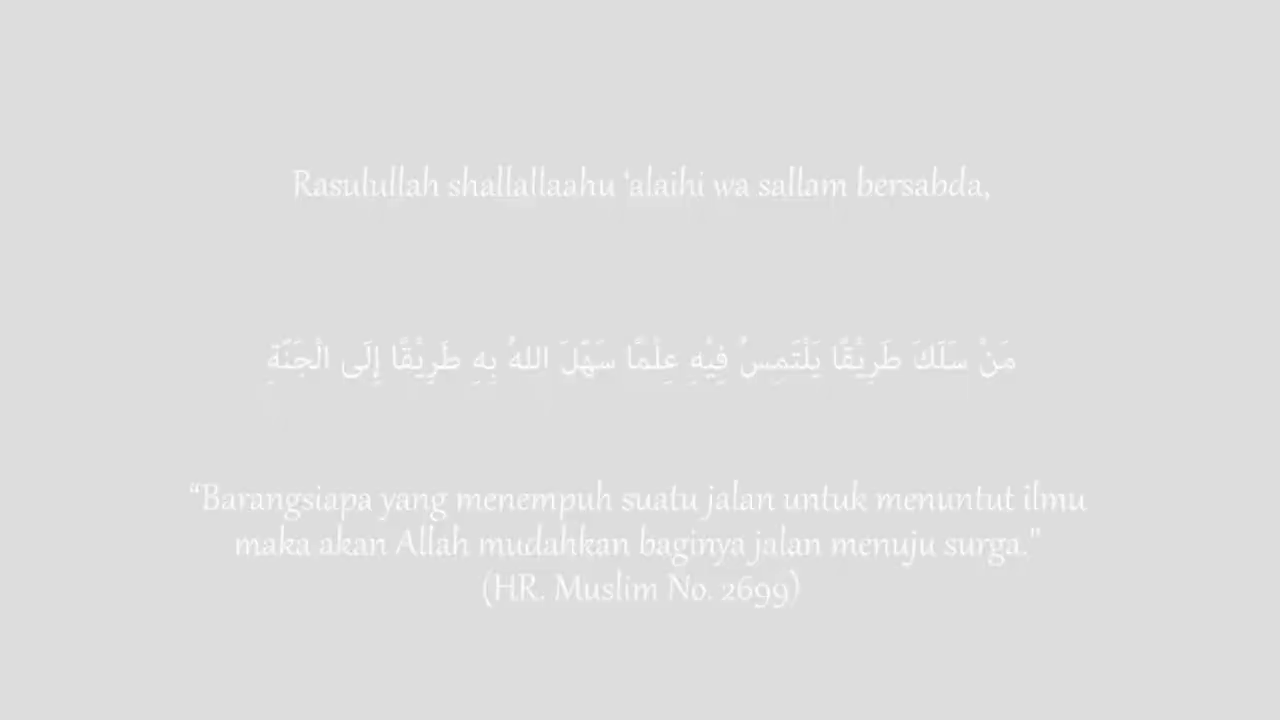 Rasulullah shallallaahu ‘alaihi wa sallam bersabda,
مَنْ سَلَكَ طَرِيْقًا يَلْتَمِسُ فِيْهِ عِلْمًا سَهَّلَ اللهُ بِهِ طَرِيْقًا إِلَى الْجَنَّةِ
“Barangsiapa yang menempuh suatu jalan untuk menuntut ilmu
maka akan Allah mudahkan baginya jalan menuju surga.”
(HR. Muslim No. 2699)